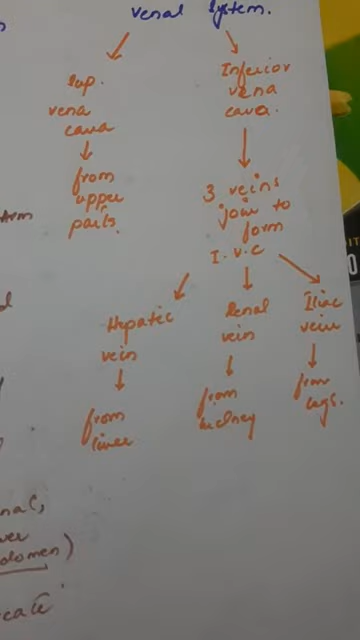 venal system.
Sup.
vena
cava
from
upper
parts.
Inferior
vena
cava.
3 veins
join to
form
I.V.C
Hepatic
vein
from
liver
Renal
vein
from
kidney
Iliac
vein
from
legs.
Arm